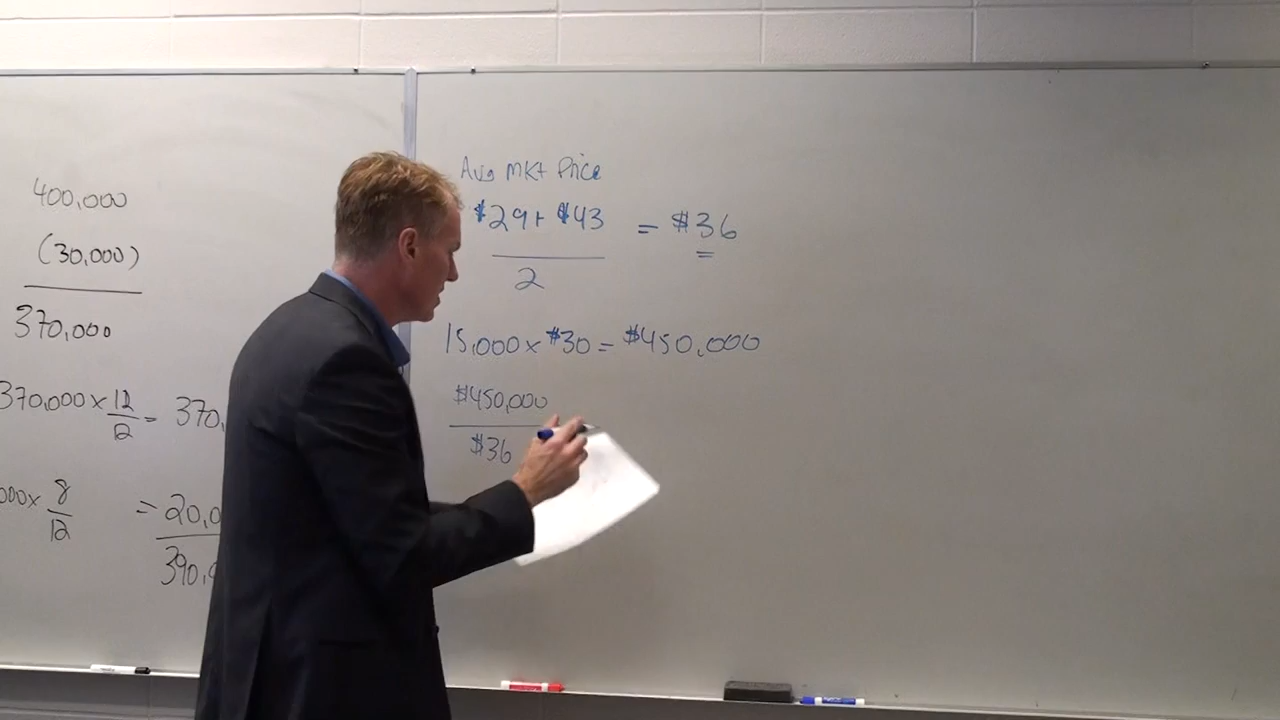 400,000
(30,000)
370,000
370,000 x 12/12 = 370,
000 x 8/12 = 20,0
390,
Avg Mkt Price
$29 + $43 = $36
2
15,000 x $30 = $450,000
$450,000
$36